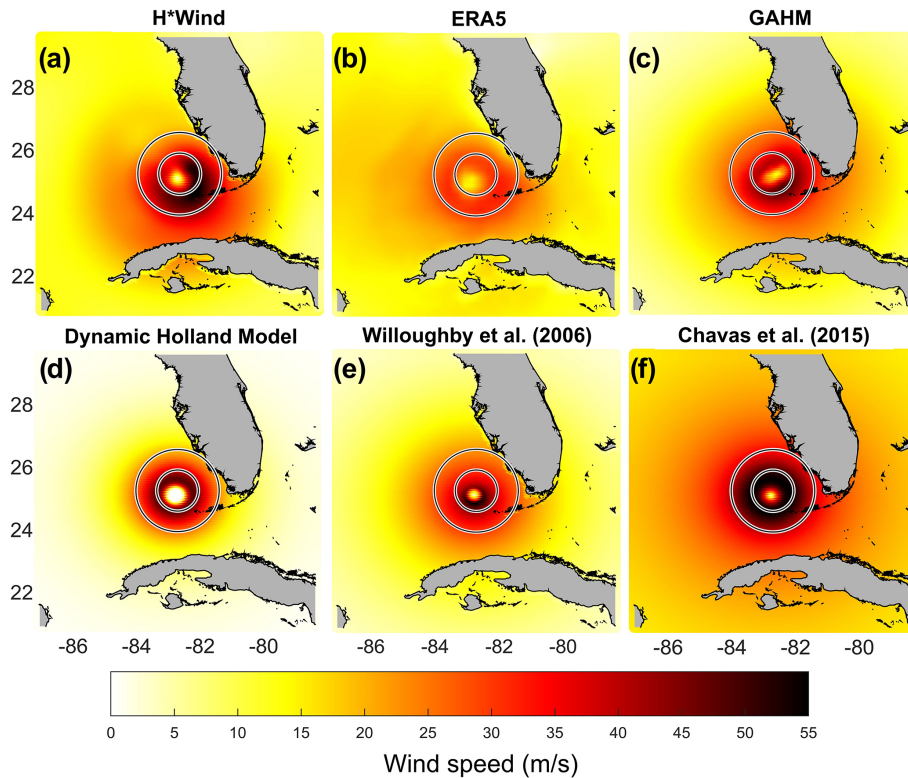 H*Wind ERA5 GAHM
(a) (b) (c)
28
26
24
22
Dynamic Holland Model Willoughby et al. (2006) Chavas et al. (2015)
(d) (e) (f)
28
26
24
22
-86 -84 -82 -80 -86 -84 -82 -80 -86 -84 -82 -80
0 5 10 15 20 25 30 35 40 45 50 55
Wind speed (m/s)